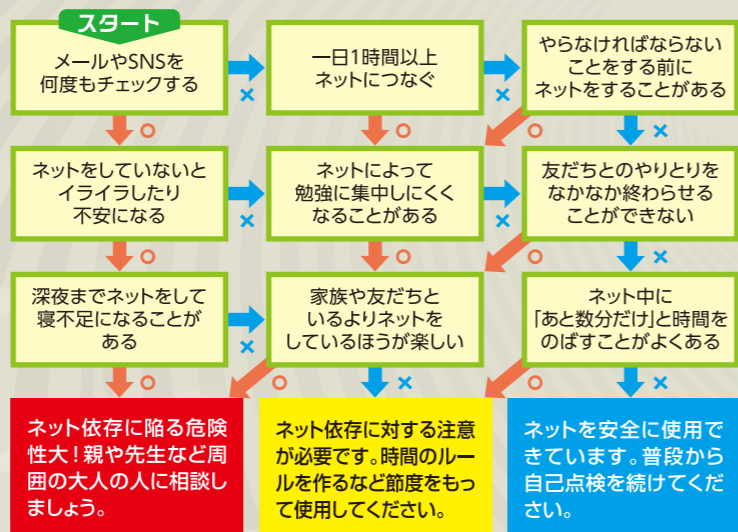 スタート
メールやSNSを
何度もチェックする
×
一日1時間以上
ネットにつなぐ
×
やらなければならない
ことをする前に
ネットをすることがある
○
○
○
×
ネットをしていないと
イライラしたり
不安になる
×
ネットによって
勉強に集中しにくく
なることがある
×
友だちとのやりとりを
なかなか終わらせる
ことができない
○
○
○
×
深夜までネットをして
寝不足になることが
ある
×
家族や友だちと
いるよりネットを
しているほうが楽しい
ネット中に
「あと数分だけ」と時間を
のばすことがよくある
○
○
×
○
×
ネット依存に陥る危険
性大！親や先生など周
囲の大人の人に相談し
ましょう。
ネット依存に対する注意
が必要です。時間のルー
ルを作るなど節度をもっ
て使用してください。
ネットを安全に使用で
きています。普段から
自己点検を続けてくだ
さい。